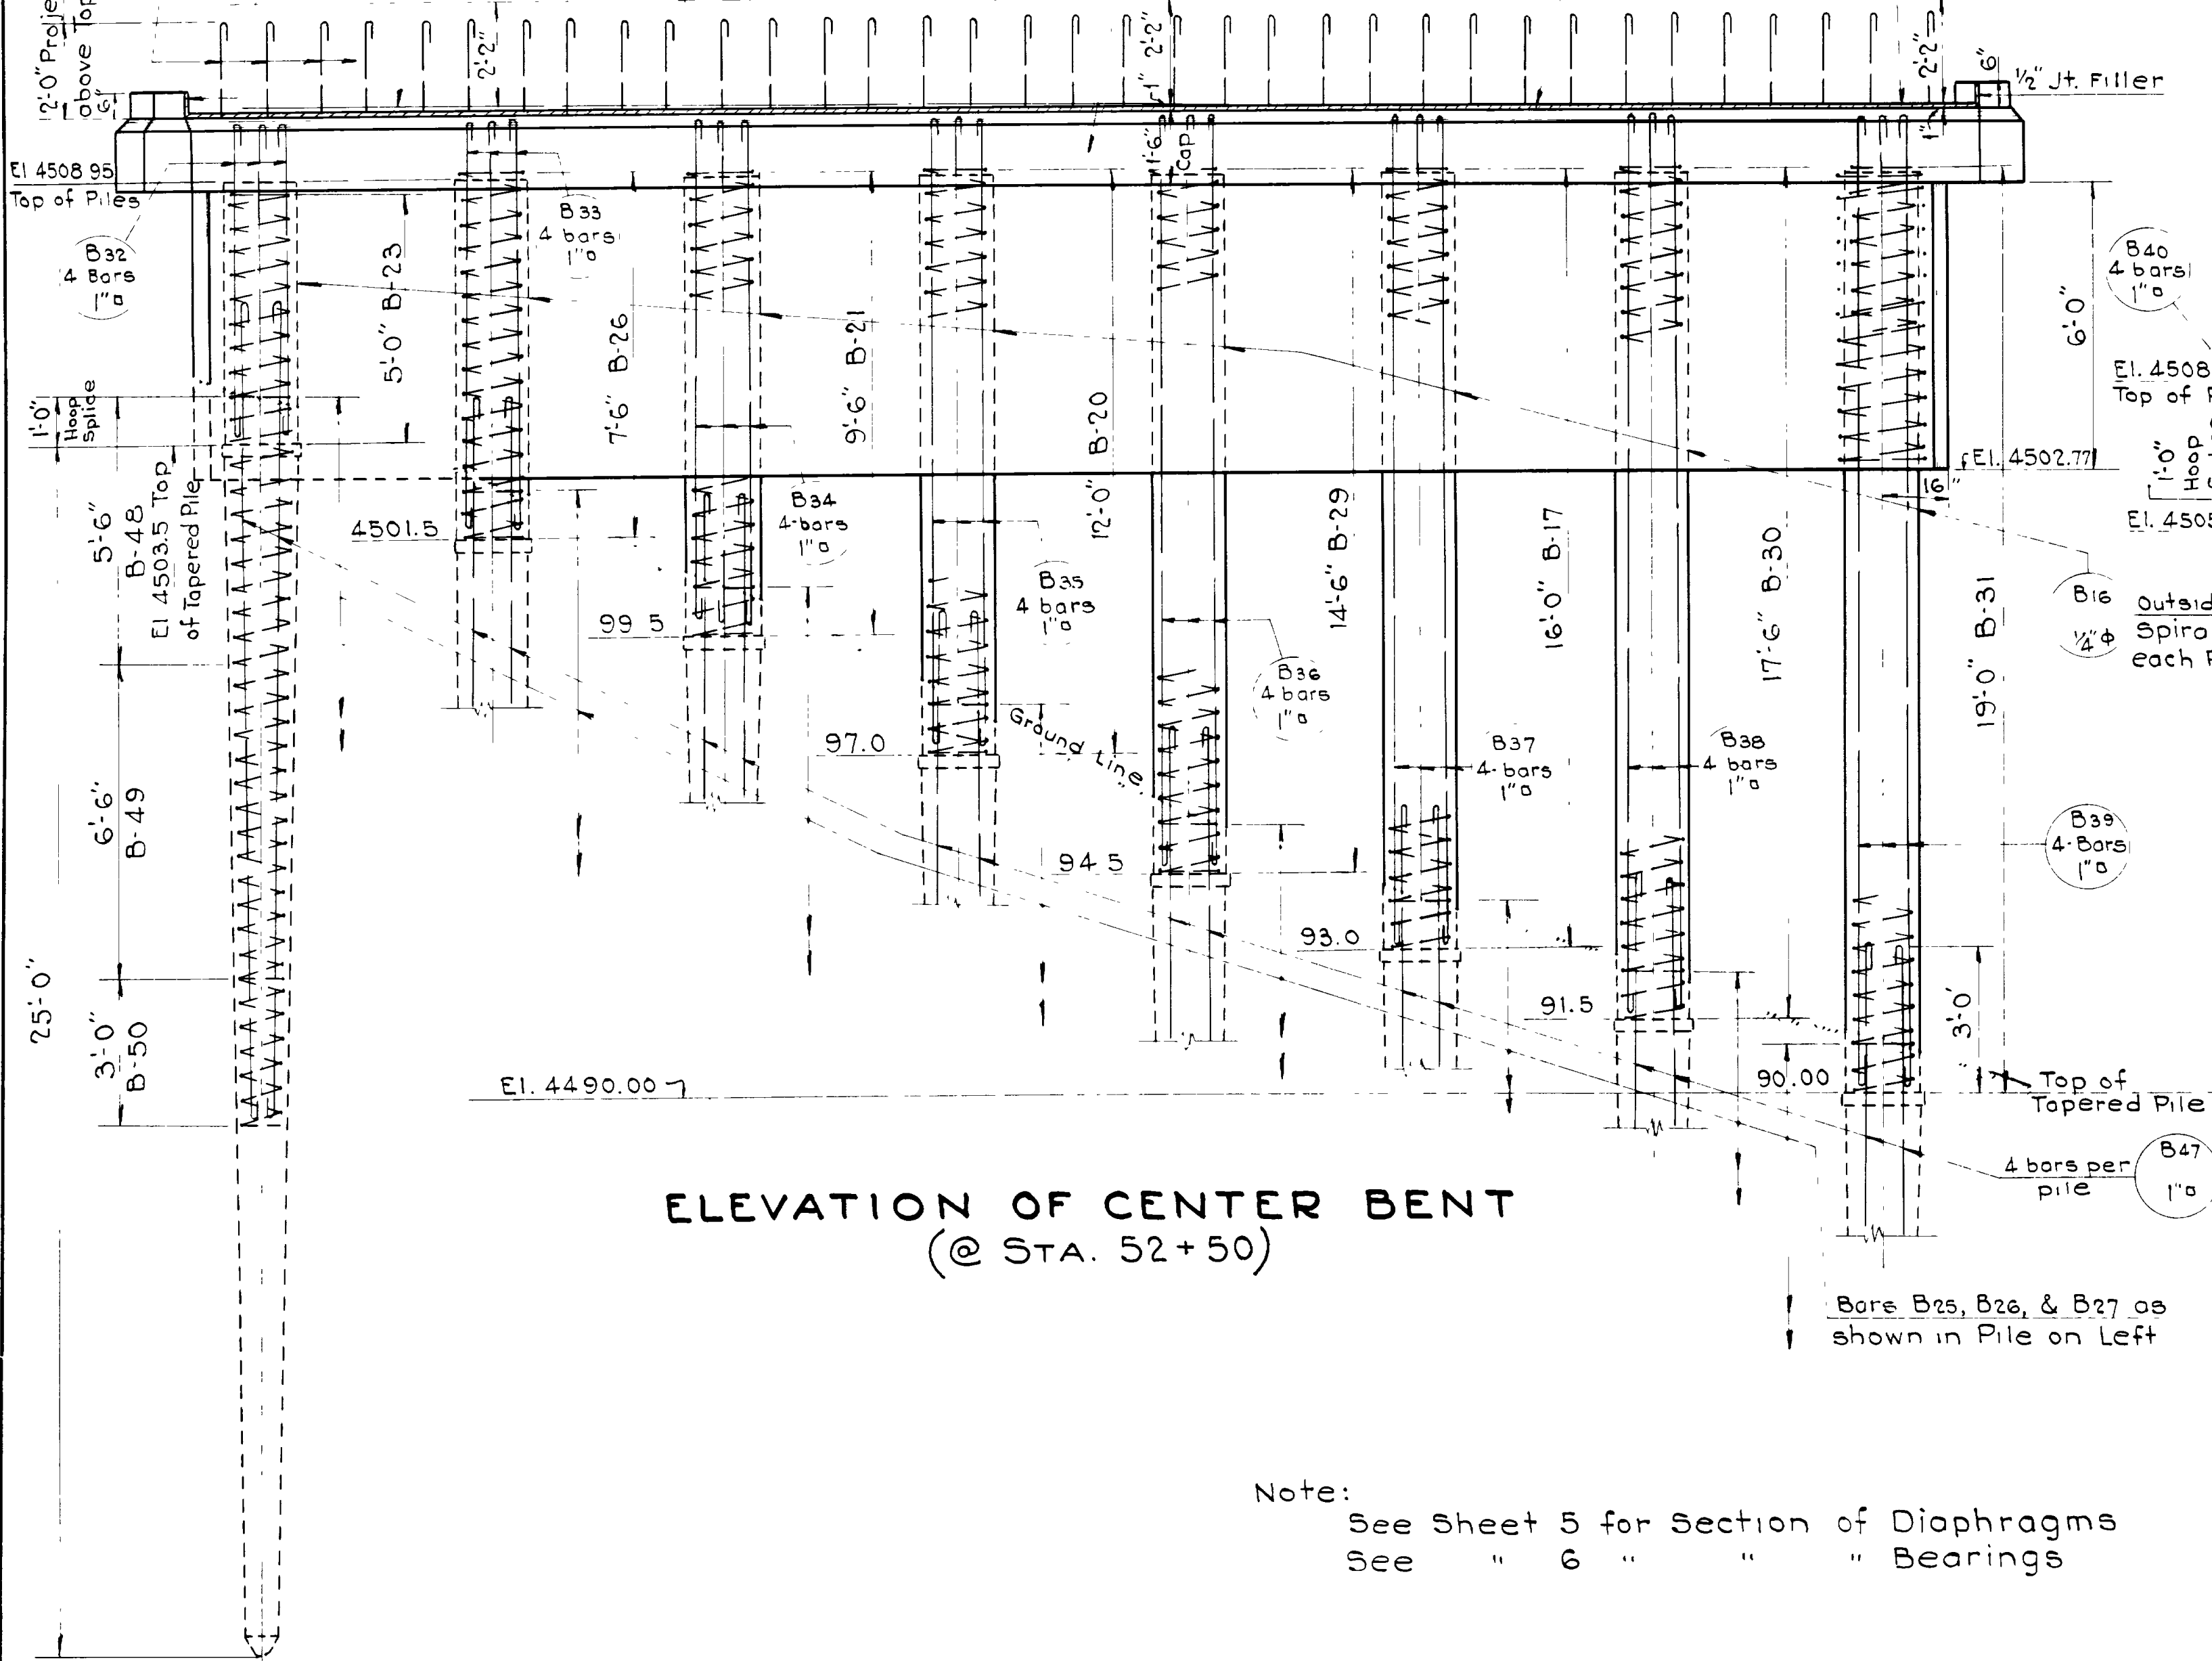 2'-0" Proje
above Top
6"
2'-2"
1"
2'-2"
2'-2"
6"
1/2" Jt. Filler
1"
1'-6"
Cap
El 4508 95
Top of Piles
B32
4 Bars
1"□
B33
4 bars
1"□
5'-0" B-23
7'-6" B-26
9'-6" B-21
12'-0" B-20
14'-6" B-29
16'-0" B-17
17'-6" B-30
19'-0" B-31
6'-0"
B40
4 bars
1"□
El. 4508
Top of
1'-0"
Hoop
Splice
El. 4502.77
16"
1'-0"
Hoop
El. 4505
5'-6"
B-48
El 4503.5 Top
of Tapered Pile
4501.5
B34
4-bars
1"□
99 5
B35
4 bars
1"□
B16
1/4"φ
Outsid
Spira
each
B36
4 bars
1"□
97.0
Ground Line
B37
4-bars
1"□
B38
4 bars
1"□
B39
4-Bars
1"□
6'-6"
B-49
94 5
93.0
91.5
25'-0"
3'-0"
B-50
3'-0'
El. 4490.00
90.00
Top of
Tapered Pile
4 bars per
pile
B47
1"□
ELEVATION OF CENTER BENT
(@ STA. 52+50)
Bars B25, B26, & B27 as
shown in Pile on Left
Note:
See Sheet 5 for Section of Diaphragms
See " 6 " " " Bearings